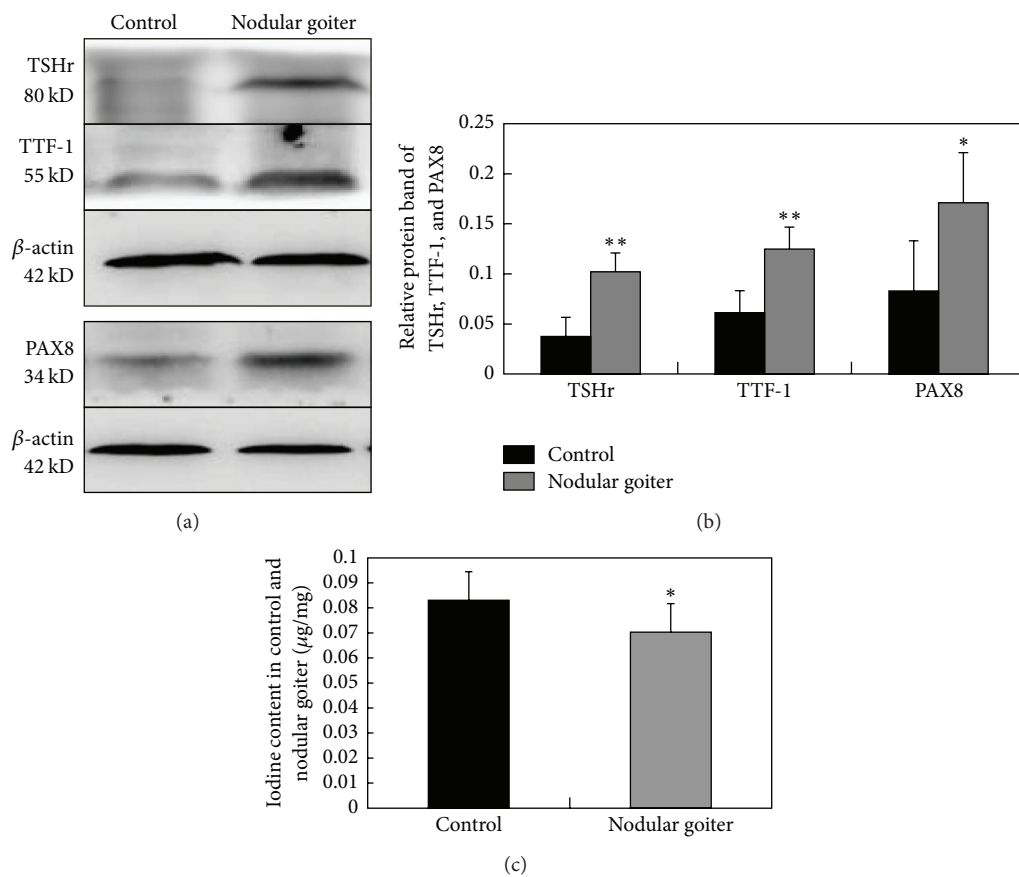 Control Nodular goiter
TSHr
80 kD
TTF-1
55 kD
β-actin
42 kD
PAX8
34 kD
β-actin
42 kD
(a)
Relative protein band of
TSHr, TTF-1, and PAX8
0.25
0.2
0.15
0.1
0.05
0
** ** *
TSHr TTF-1 PAX8
Control
Nodular goiter
(b)
Iodine content in control and
nodular goiter (μg/mg)
0.1
0.09
0.08
0.07
0.06
0.05
0.04
0.03
0.02
0.01
0
*
Control Nodular goiter
(c)